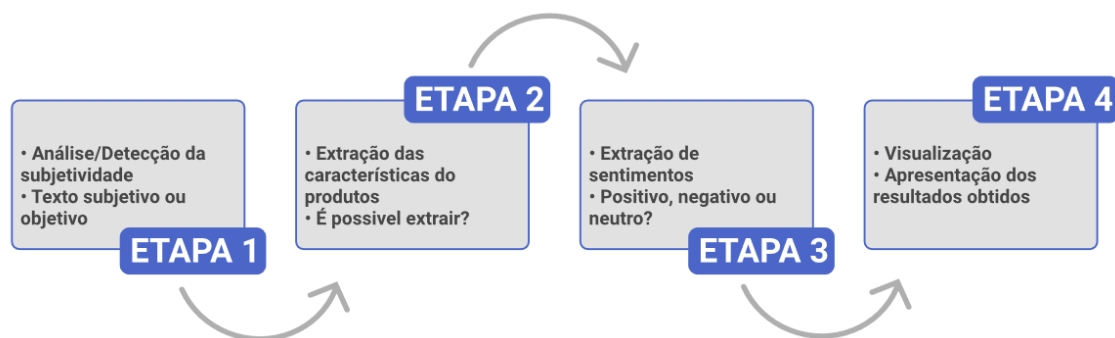 • Análise/Detecção da
subjetividade
• Texto subjetivo ou
objetivo
ETAPA 1
ETAPA 2
• Extração das
características do
produtos
• É possivel extrair?
• Extração de
sentimentos
• Positivo, negativo ou
neutro?
ETAPA 3
ETAPA 4
• Visualização
• Apresentação dos
resultados obtidos